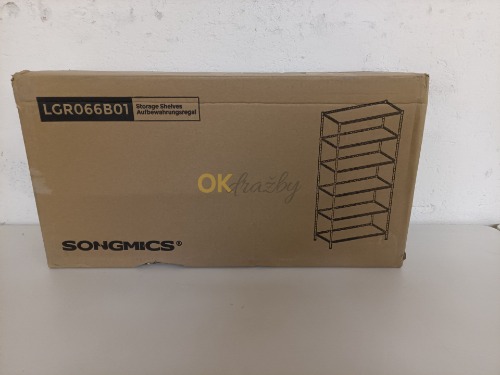 LGR066B01
Storage Shelves
Aufbewahrungsregal
OKdražby
SONGMICS®